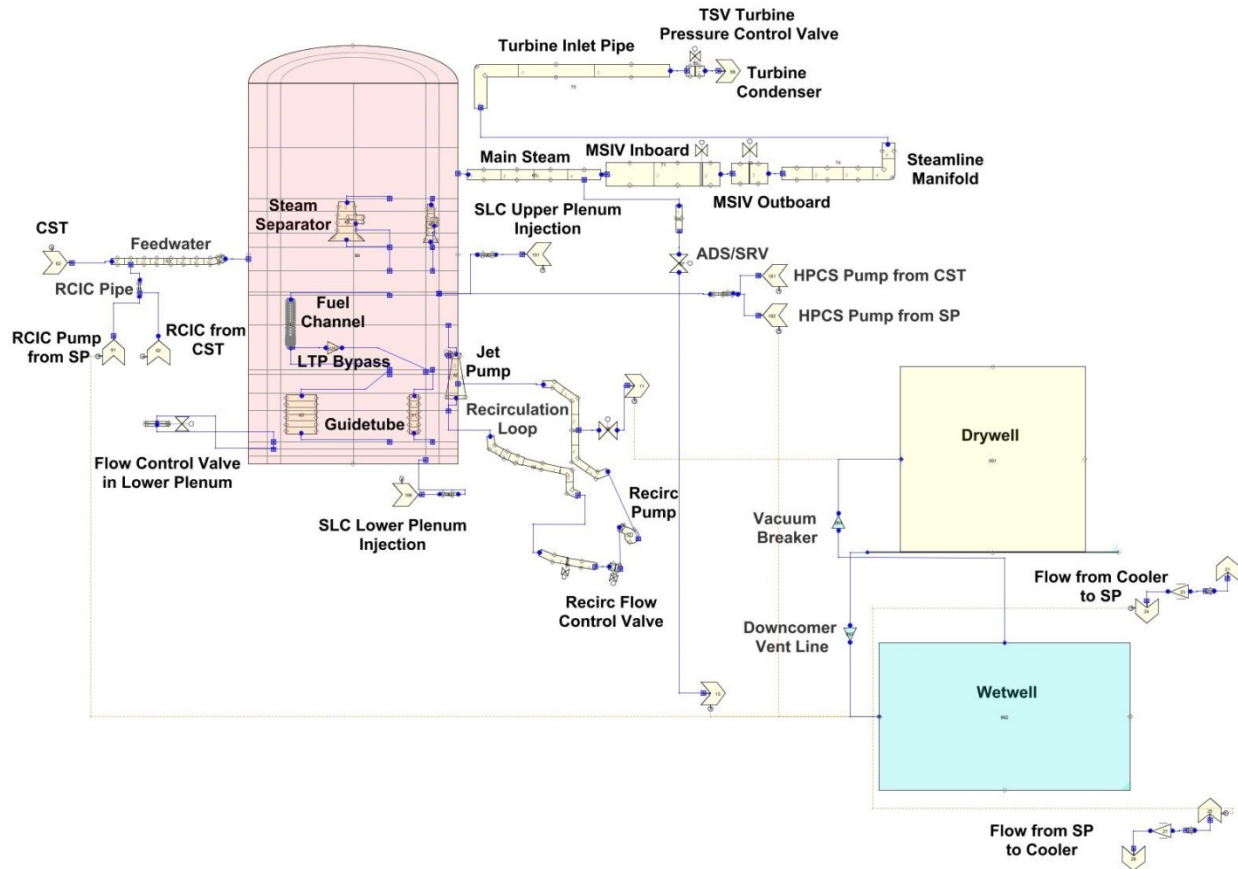 TSV Turbine
Pressure Control Valve
Turbine Inlet Pipe
Turbine
Condenser
Main Steam
MSIV Inboard
Steamline
Manifold
MSIV Outboard
Steam
Separator
SLC Upper Plenum
Injection
CST
Feedwater
ADS/SRV
HPCS Pump from CST
RCIC Pipe
Fuel
Channel
HPCS Pump from SP
RCIC Pump
from SP
RCIC from
CST
LTP Bypass
Jet
Pump
Recirculation
Loop
Guidetube
Drywell
Flow Control Valve
in Lower Plenum
Recirc
Pump
SLC Lower Plenum
Injection
Vacuum
Breaker
Flow from Cooler
to SP
Recirc Flow
Control Valve
Downcomer
Vent Line
Wetwell
Flow from SP
to Cooler